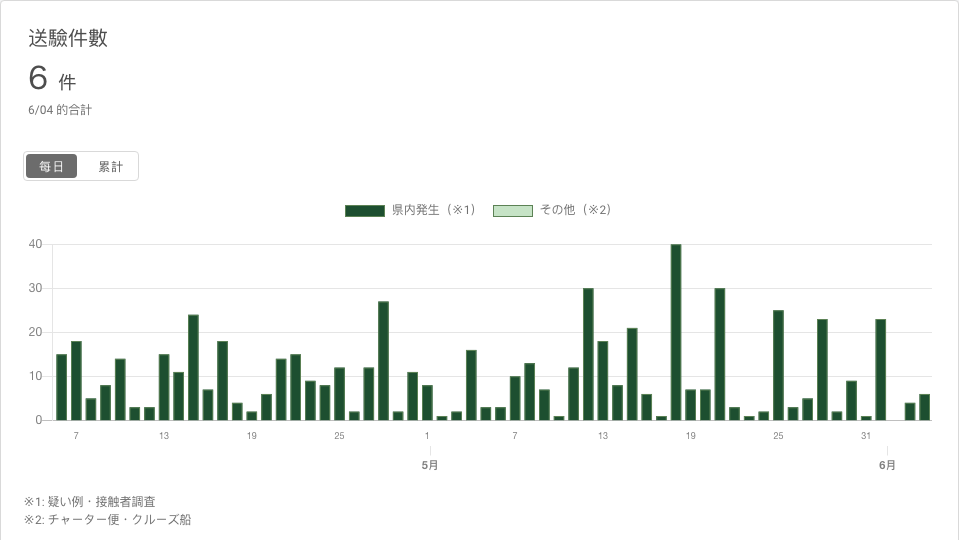 送驗件數
6 件
6/04 的合計
每日 累計
県内発生（※1） その他（※2）
40
30
20
10
0
7 13 19 25 1 7 13 19 25 31
5月 6月
※1: 疑い例・接触者調査
※2: チャーター便・クルーズ船